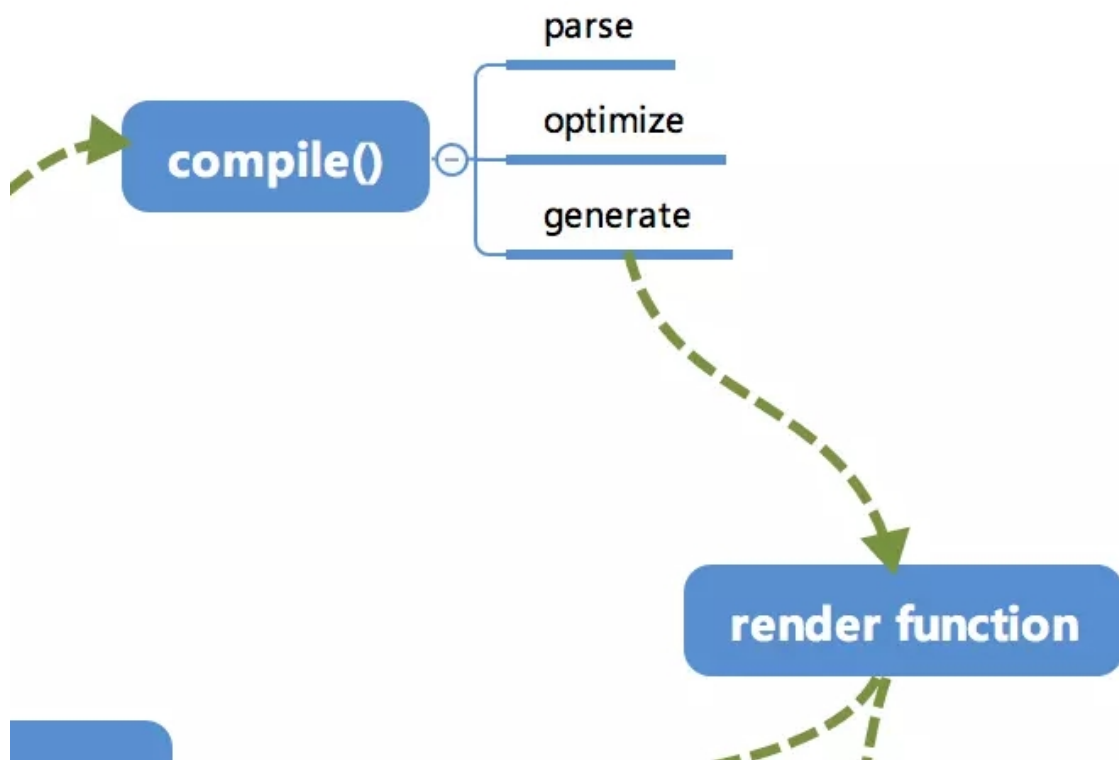 parse
optimize
compile()
generate
render function